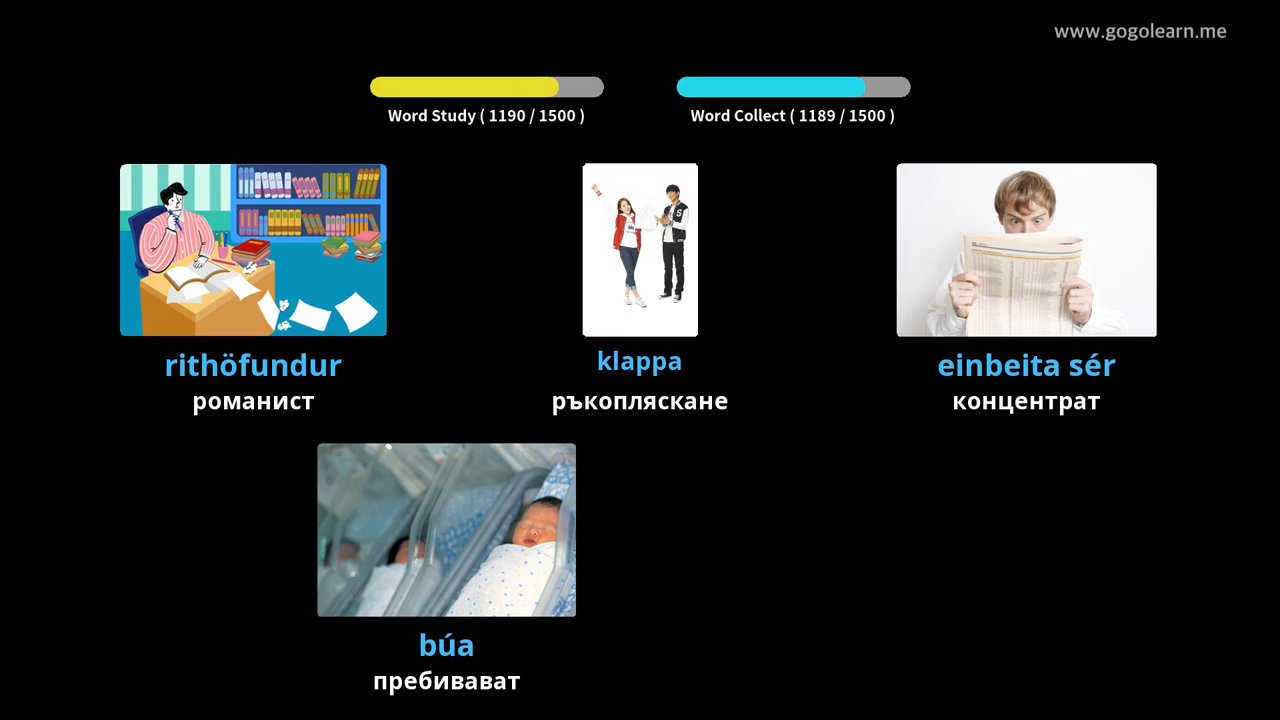 www.gogolearn.me
Word Study ( 1190 / 1500 )
Word Collect ( 1189 / 1500 )
rithöfundur
романист
klappa
ръкопляскане
einbeita sér
концентрат
búa
пребивават